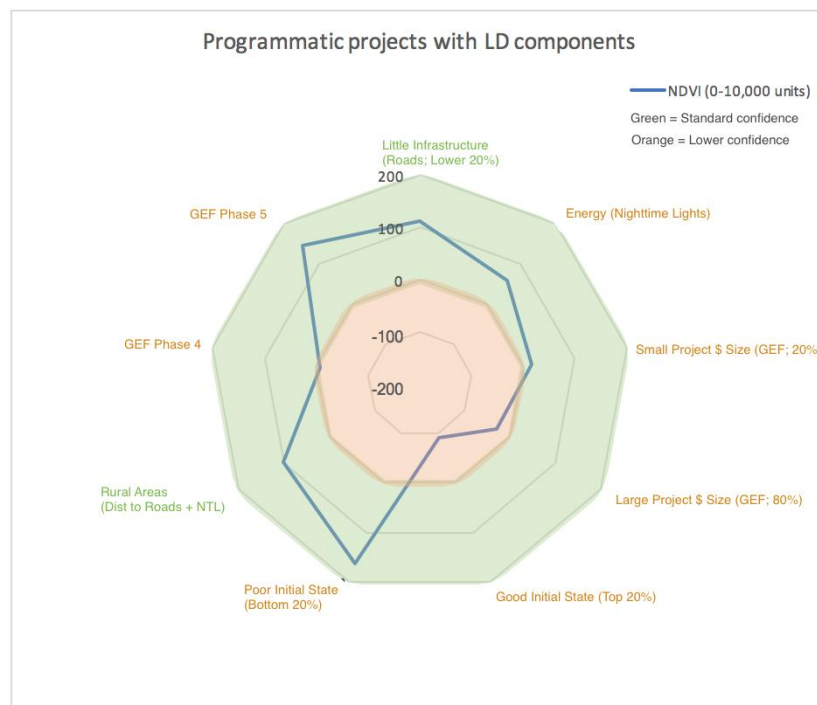 Programmatic projects with LD components
NDVI (0-10,000 units)
Green = Standard confidence
Orange = Lower confidence
Little Infrastructure
(Roads; Lower 20%)
200
100
0
-100
-200
Energy (Nighttime Lights)
Small Project $ Size (GEF; 20%
Large Project $ Size (GEF; 80%)
Good Initial State (Top 20%)
Poor Initial State
(Bottom 20%)
Rural Areas
(Dist to Roads + NTL)
GEF Phase 4
GEF Phase 5